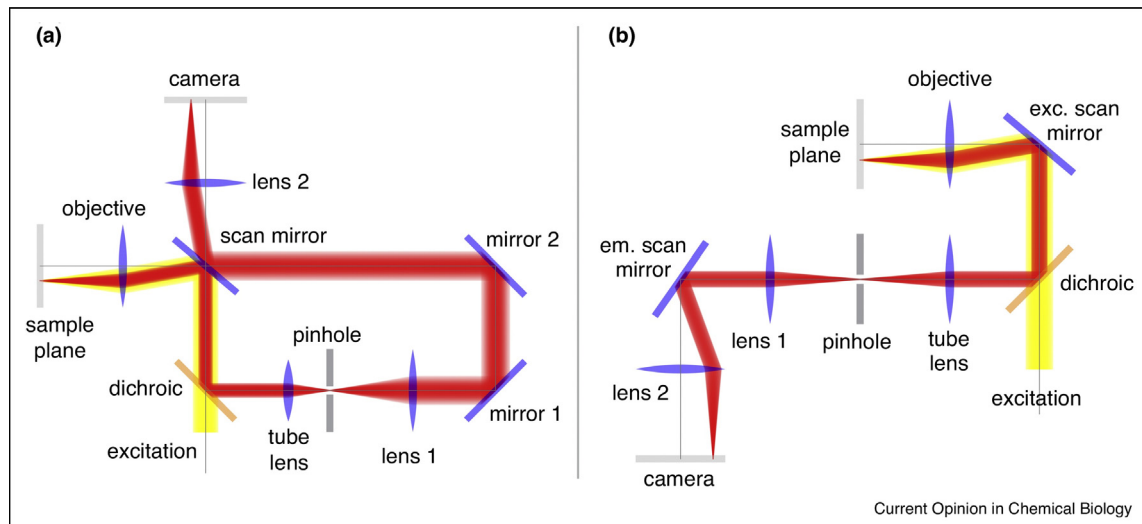 (a)
camera
lens 2
objective
scan mirror
mirror 2
sample
plane
pinhole
dichroic
mirror 1
excitation
tube
lens
lens 1
(b)
objective
exc. scan
mirror
sample
plane
em. scan
mirror
dichroic
lens 1
pinhole
tube
lens
lens 2
excitation
camera
Current Opinion in Chemical Biology